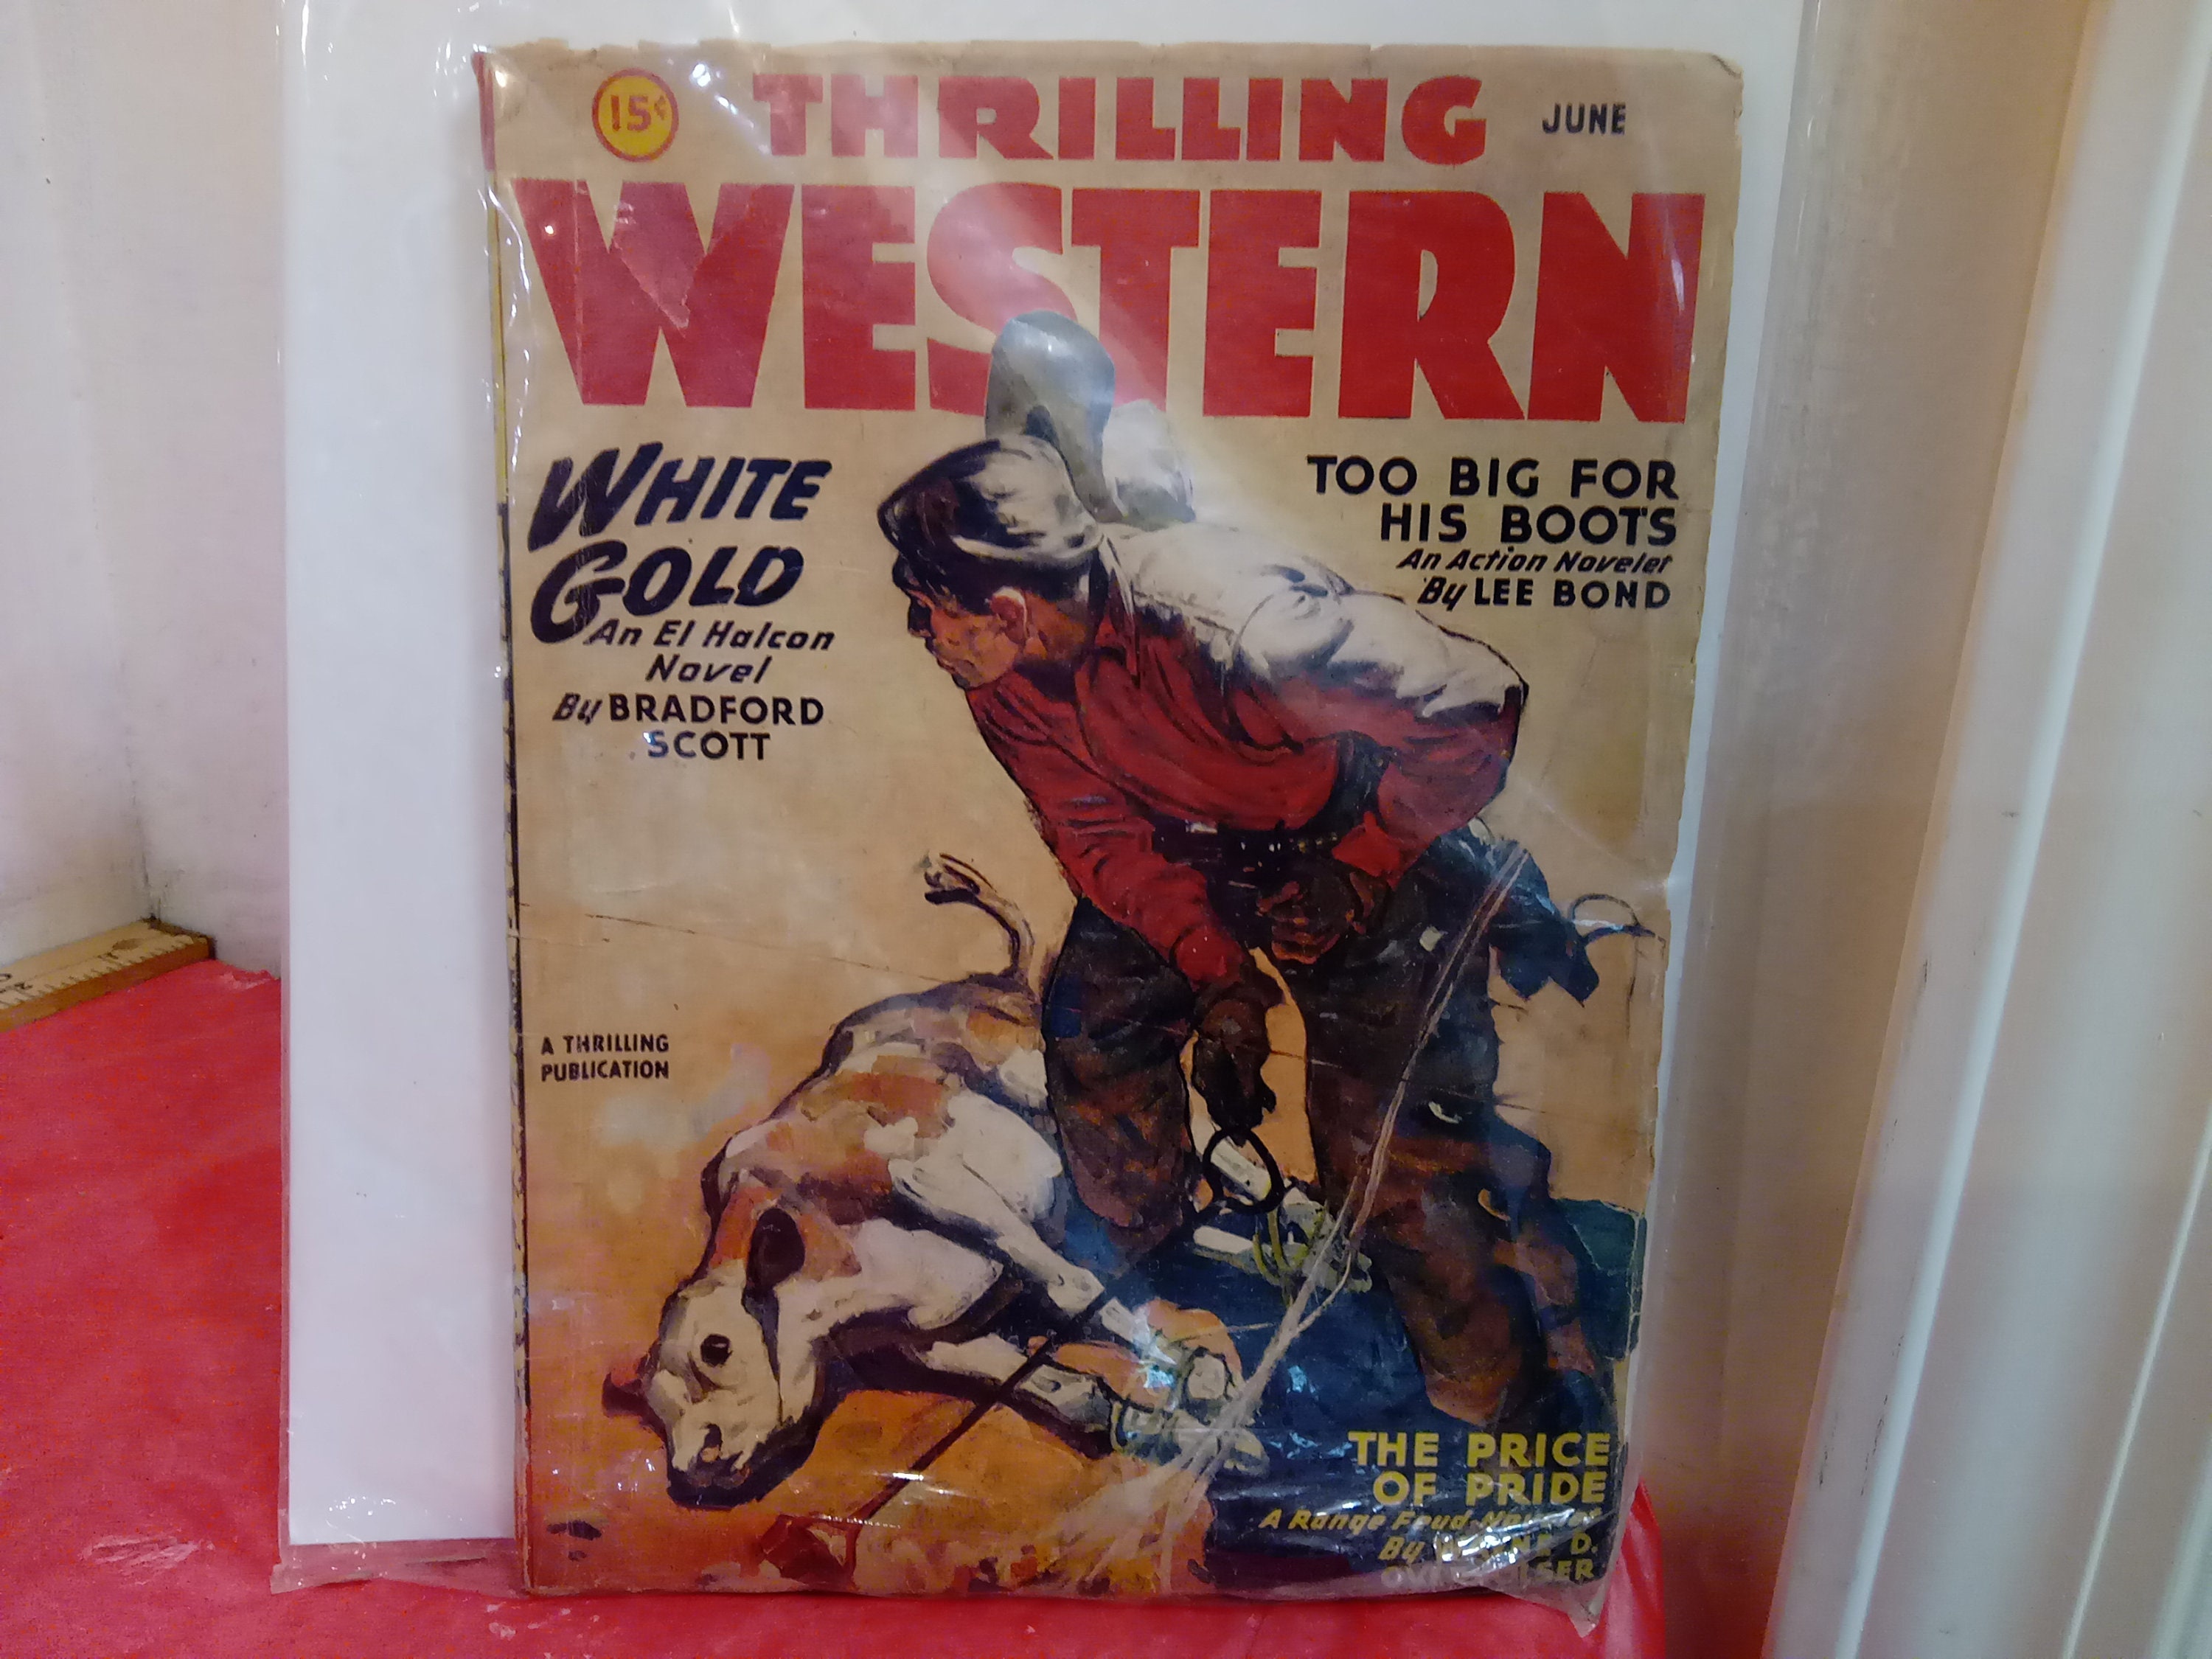 15¢
THRILLING
JUNE
WESTERN
WHITE
GOLD
An El Halcon
Novel
By BRADFORD
SCOTT
TOO BIG FOR
HIS BOOTS
An Action Novelet
By LEE BOND
A THRILLING
PUBLICATION
THE PRICE
OF PRIDE
A Range Feud Novelet
By D.